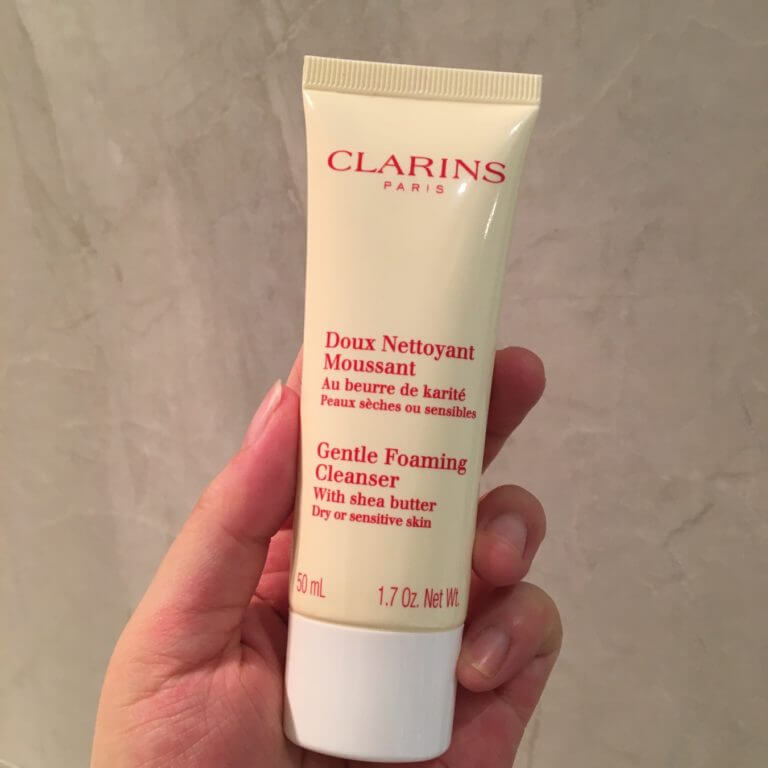 CLARINS
PARIS
Doux Nettoyant
Moussant
Au beurre de karité
Peaux sèches ou sensibles
Gentle Foaming
Cleanser
With shea butter
Dry or sensitive skin
50 mL 1.7 Oz. Net Wt.